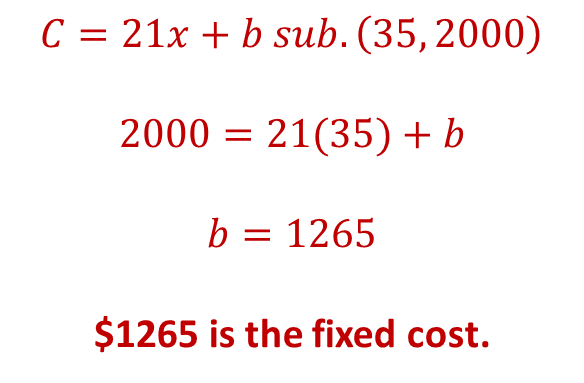 C = 21x + b sub. (35, 2000)
2000 = 21(35) + b
b = 1265
$1265 is the fixed cost.